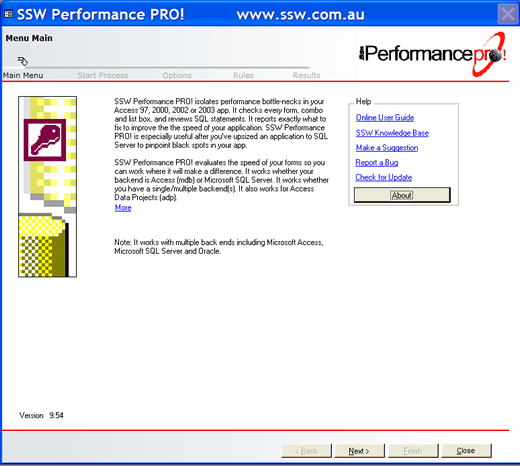 SSW Performance PRO! www.ssw.com.au
Menu Main
SSW Performance pro!
Main Menu Start Process Options Rules Results
SSW Performance PRO! isolates performance bottle-necks in your
Access 97, 2000, 2002 or 2003 app. It checks every form, combo
and list box, and reviews SQL statements. It reports exactly what to
fix to improve the the speed of your application. SSW Performance
PRO! is especially useful after you've upsized an application to SQL
Server to pinpoint black spots in your app.
SSW Performance PRO! evaluates the speed of your forms so you
can work where it will make a difference. It works whether your
backend is Access (mdb) or Microsoft SQL Server. It works whether
you have a single/multiple backend(s). It also works for Access
Data Projects (adp).
More
Note: It works with multiple back ends including Microsoft Access,
Microsoft SQL Server and Oracle.
Help
Online User Guide
SSW Knowledge Base
Make a Suggestion
Report a Bug
Check for Update
About
Version 9.54
< Back Next > Finish Close